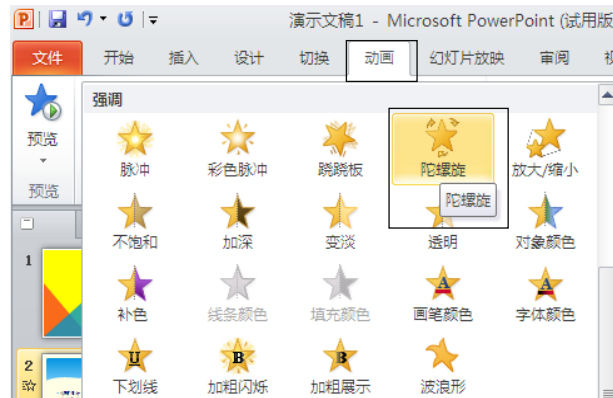 演示文稿1 - Microsoft PowerPoint (试用版
文件 开始 插入 设计 切换 动画 幻灯片放映 审阅
预览
预览
强调
脉冲 彩色脉冲 跷跷板 陀螺旋 放大/缩小
陀螺旋
不饱和 加深 变淡 透明 对象颜色
补色 线条颜色 填充颜色 画笔颜色 字体颜色
下划线 加粗闪烁 加粗展示 波浪形
1
2